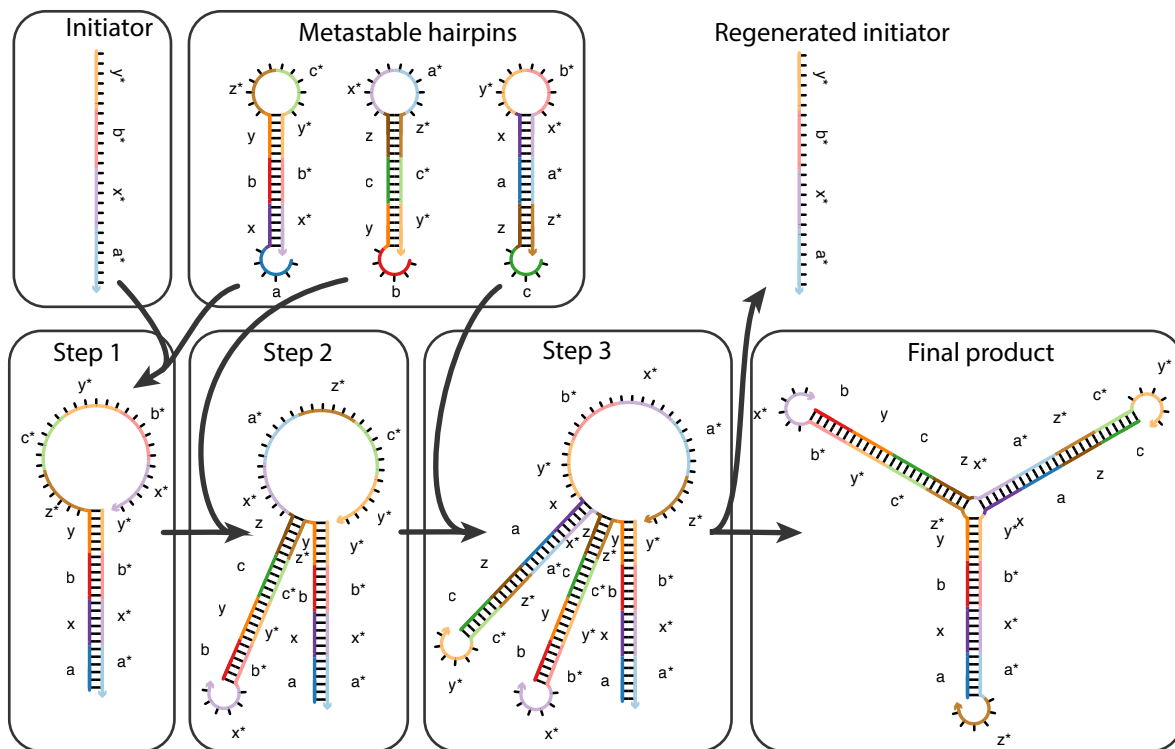 Initiator
Metastable hairpins
Regenerated initiator
y*
b*
x*
a*
z*
c*
y
y*
b
b*
x
x*
a
x*
a*
z
z*
c
c*
y
y*
b
y*
b*
x
x*
a
a*
z
z*
c
y*
b*
x*
a*
Step 1
Step 2
Step 3
Final product
y*
b*
c*
x*
z*
y
y*
b
b*
x
x*
a
a*
z*
a*
c*
x*
y*
z
y
y*
z*
c
c*
b
b*
y
y*
x
x*
b
b*
a
a*
x*
x*
b*
a*
y*
z*
x
a
x*
z
y
y*
z*
z
a*
c
c*
b
b*
z*
y
c
c*
y*
x
x*
b
b*
a
a*
y*
x*
y*
b
c*
x*
y
z*
c
a*
c
b*
z
x*
z
y*
a
c*
z*
y*
x
y
b
b*
x
x*
a
a*
z*